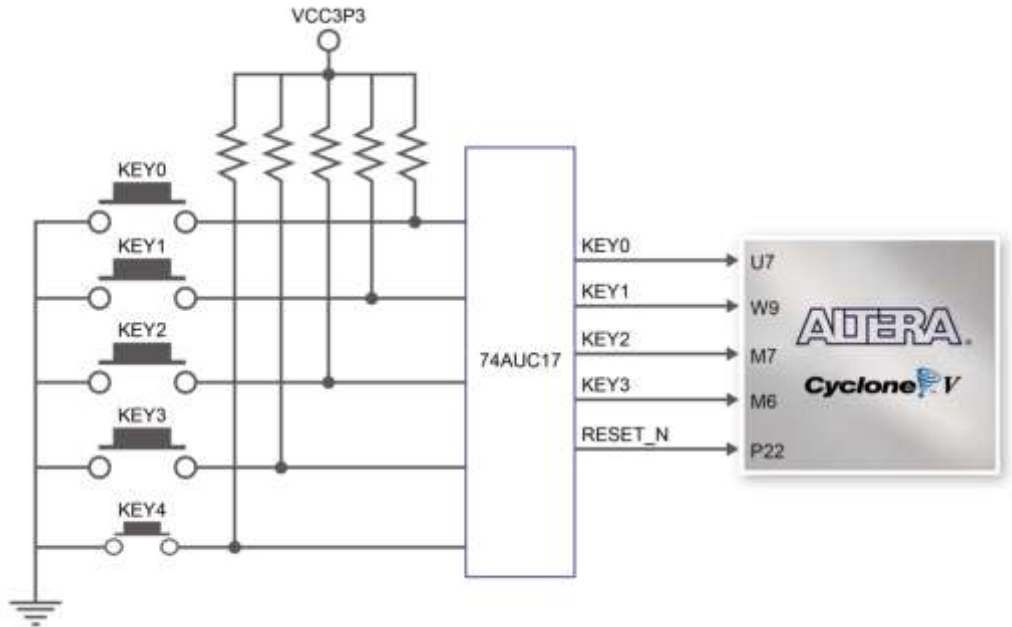 VCC3P3
KEY0
KEY1
KEY2
KEY3
KEY4
74AUC17
KEY0
KEY1
KEY2
KEY3
RESET_N
U7
W9
M7
M6
P22
ALTERA.
Cyclone V